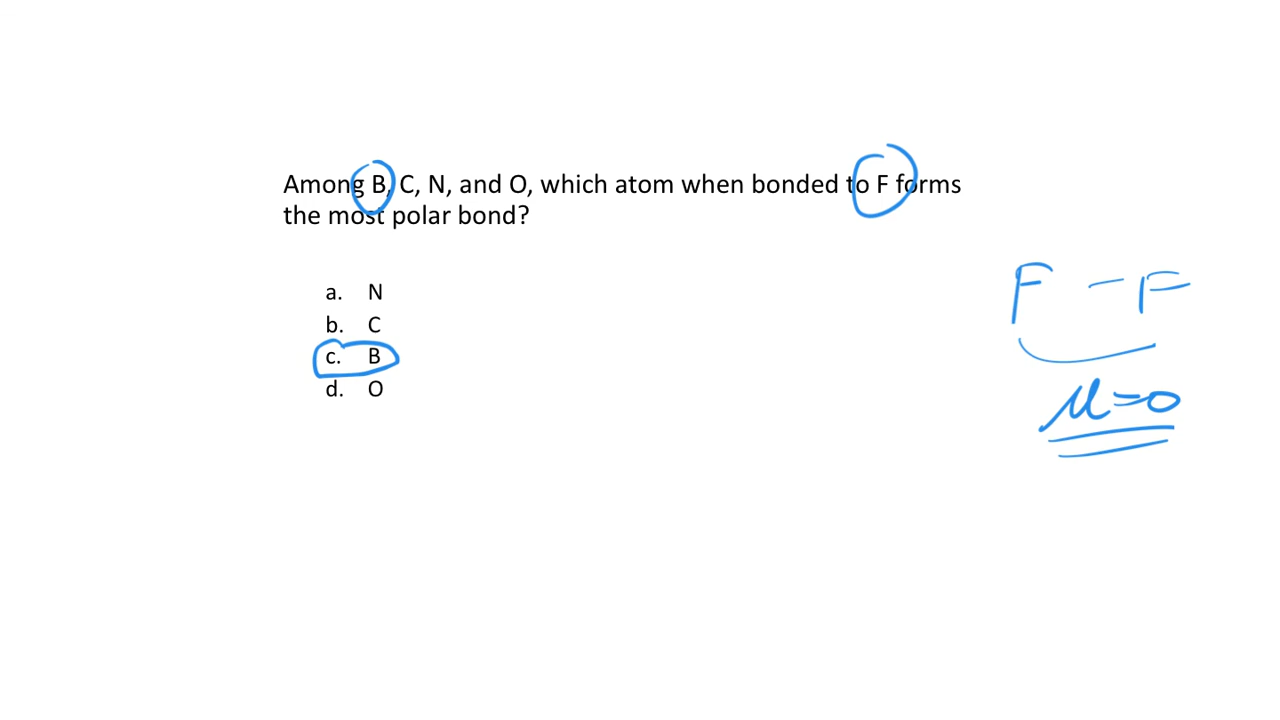 Among B, C, N, and O, which atom when bonded to F forms
the most polar bond?
a. N
b. C
c. B
d. O
F – F
μ=0